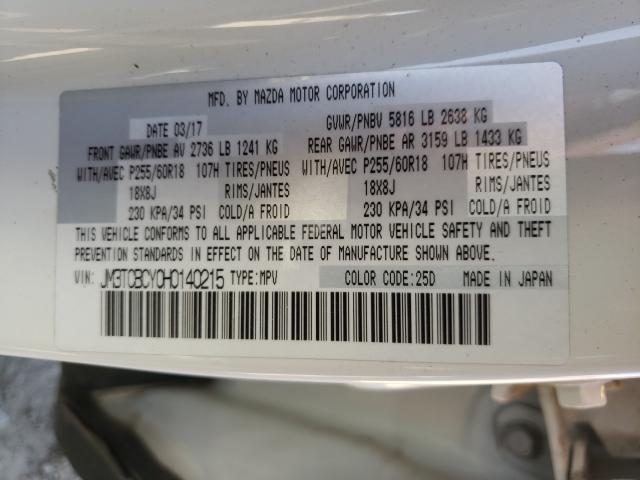 MFD. BY MAZDA MOTOR CORPORATION
DATE 03/17 GVWR/PNBV 5816 LB 2638 KG
FRONT GAWR/PNBE AV 2736 LB 1241 KG REAR GAWR/PNBE AR 3159 LB 1433 KG
WITH/AVEC P255/60R18 107H TIRES/PNEUS WITH/AVEC P255/60R18 107H TIRES/PNEUS
18X8J RIMS/JANTES 18X8J RIMS/JANTES
230 KPA/34 PSI COLD/A FROID 230 KPA/34 PSI COLD/A FROID
THIS VEHICLE CONFORMS TO ALL APPLICABLE FEDERAL MOTOR VEHICLE SAFETY AND THEFT
PREVENTION STANDARDS IN EFFECT ON THE DATE OF MANUFACTURE SHOWN ABOVE.
VIN: JM3TCBCY0H0140215 TYPE:MPV COLOR CODE:25D MADE IN JAPAN